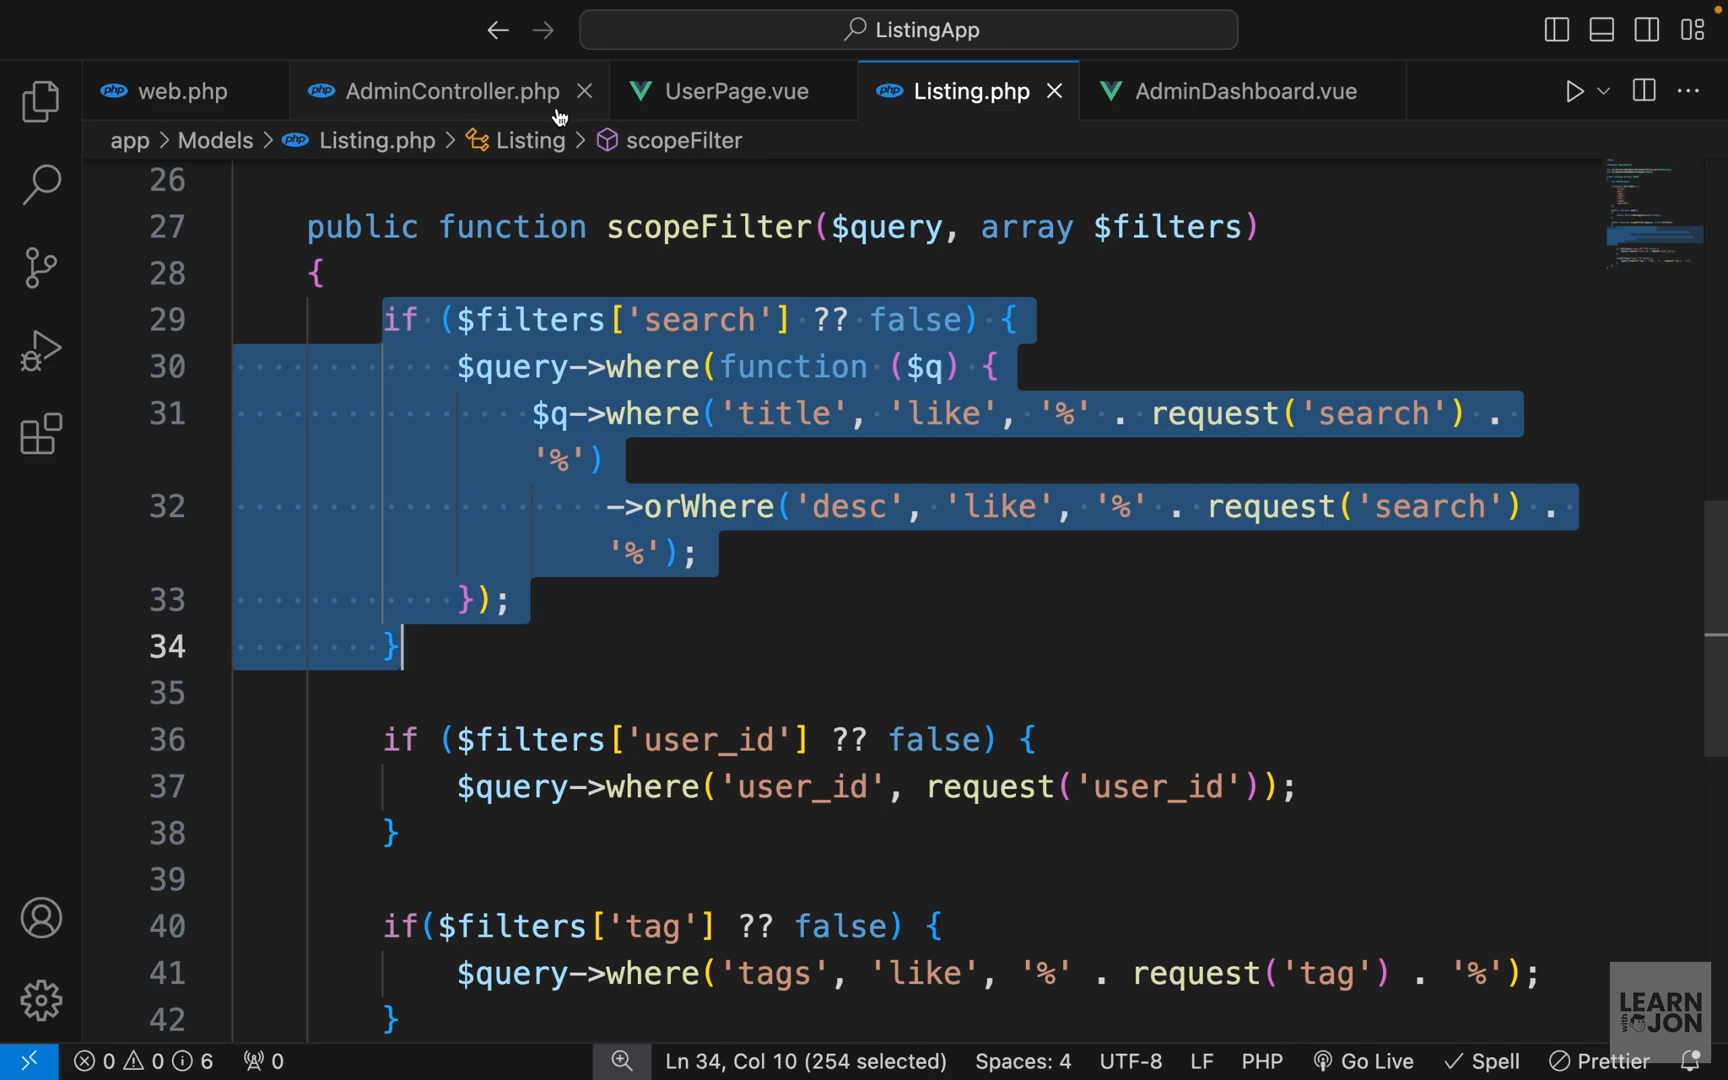 ListingApp
web.php
AdminController.php
UserPage.vue
Listing.php
AdminDashboard.vue
app > Models > Listing.php > Listing > scopeFilter
26
27 public function scopeFilter($query, array $filters)
28 {
29 if ($filters['search'] ?? false) {
30 $query->where(function ($q) {
31 $q->where('title', 'like', '%' . request('search') .
'%')
32 ->orWhere('desc', 'like', '%' . request('search') .
'%');
33 });
34 }
35
36 if ($filters['user_id'] ?? false) {
37 $query->where('user_id', request('user_id'));
38 }
39
40 if($filters['tag'] ?? false) {
41 $query->where('tags', 'like', '%' . request('tag') . '%');
42 }
LEARN
with JON
0 0 6 0 Ln 34, Col 10 (254 selected) Spaces: 4 UTF-8 LF PHP Go Live Spell Prettier